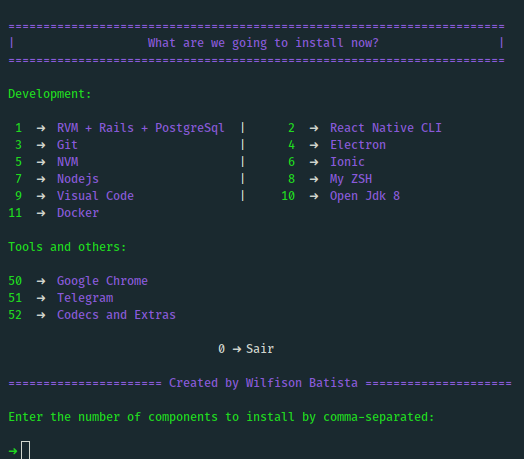 ======================================================================
| What are we going to install now? |
======================================================================
Development:
1 → RVM + Rails + PostgreSql | 2 → React Native CLI
3 → Git | 4 → Electron
5 → NVM | 6 → Ionic
7 → Nodejs | 8 → My ZSH
9 → Visual Code | 10 → Open Jdk 8
11 → Docker
Tools and others:
50 → Google Chrome
51 → Telegram
52 → Codecs and Extras
0 → Sair
====================== Created by Wilfison Batista =====================
Enter the number of components to install by comma-separated:
→